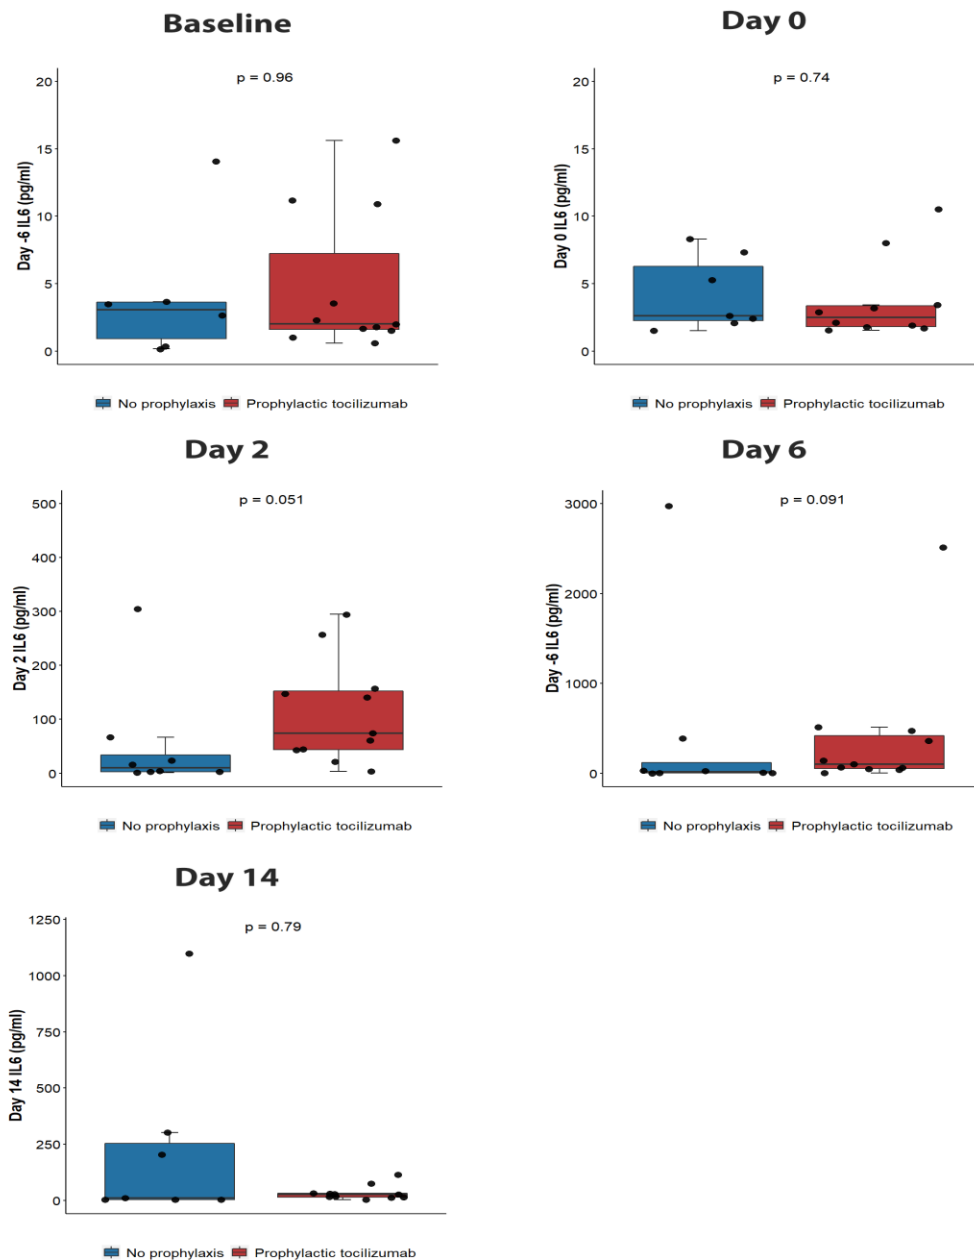 Baseline
p = 0.96
Day -6 IL6 (pg/ml)
20
15
10
5
0
No prophylaxis Prophylactic tocilizumab
Day 0
p = 0.74
Day 0 IL6 (pg/ml)
20
15
10
5
0
No prophylaxis Prophylactic tocilizumab
Day 2
p = 0.051
Day 2 IL6 (pg/ml)
500
400
300
200
100
0
No prophylaxis Prophylactic tocilizumab
Day 6
p = 0.091
Day -6 IL6 (pg/ml)
3000
2000
1000
0
No prophylaxis Prophylactic tocilizumab
Day 14
p = 0.79
Day 14 IL6 (pg/ml)
1250
1000
750
500
250
0
No prophylaxis Prophylactic tocilizumab